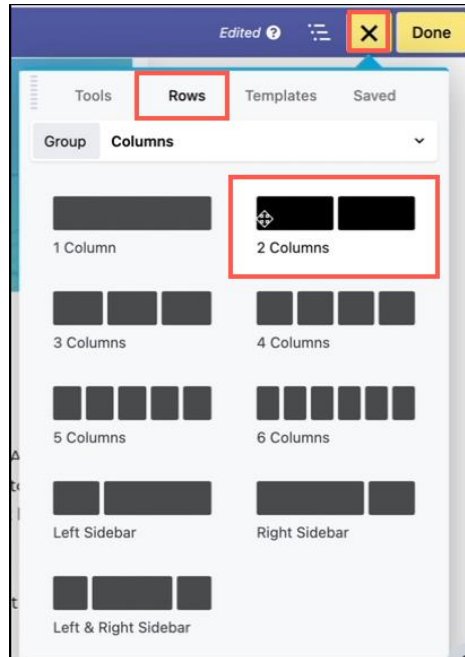 Edited ? Done
Tools Rows Templates Saved
Group Columns
1 Column 2 Columns
3 Columns 4 Columns
5 Columns 6 Columns
Left Sidebar Right Sidebar
Left & Right Sidebar